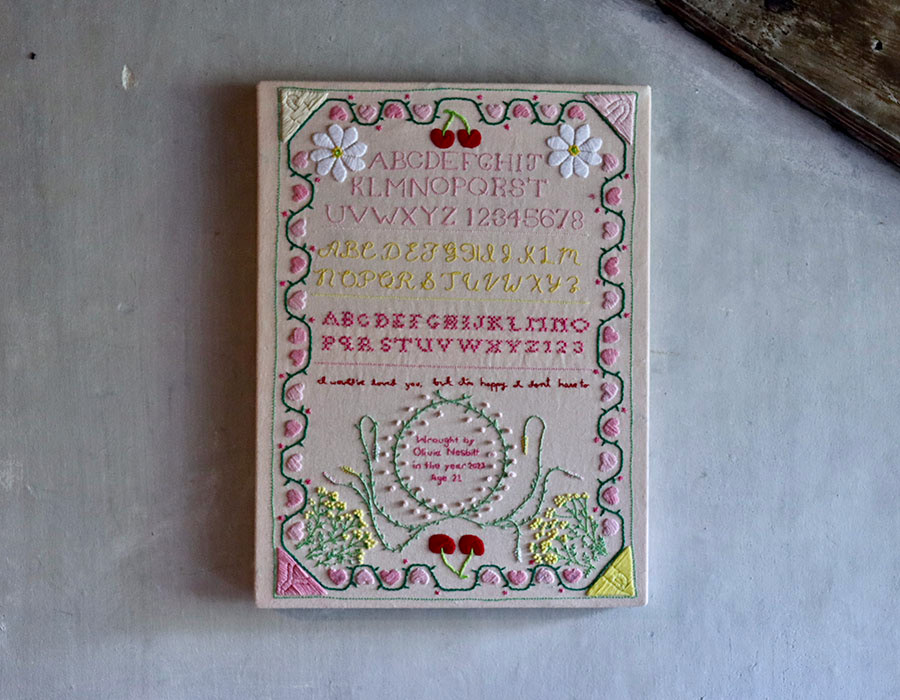 ABCDEFGHIJ
KLMNOPQRST
UVWXYZ 12345678
ABCDEFGHIJKLM
NOPQRSTUVWXYZ
ABCDEFGHIJKLMNO
PQRSTUVWXYZ123
I would've loved you, but I'm happy I don't have to
Wrought by
Olivia Nesbitt
in the year 2022
Age 21